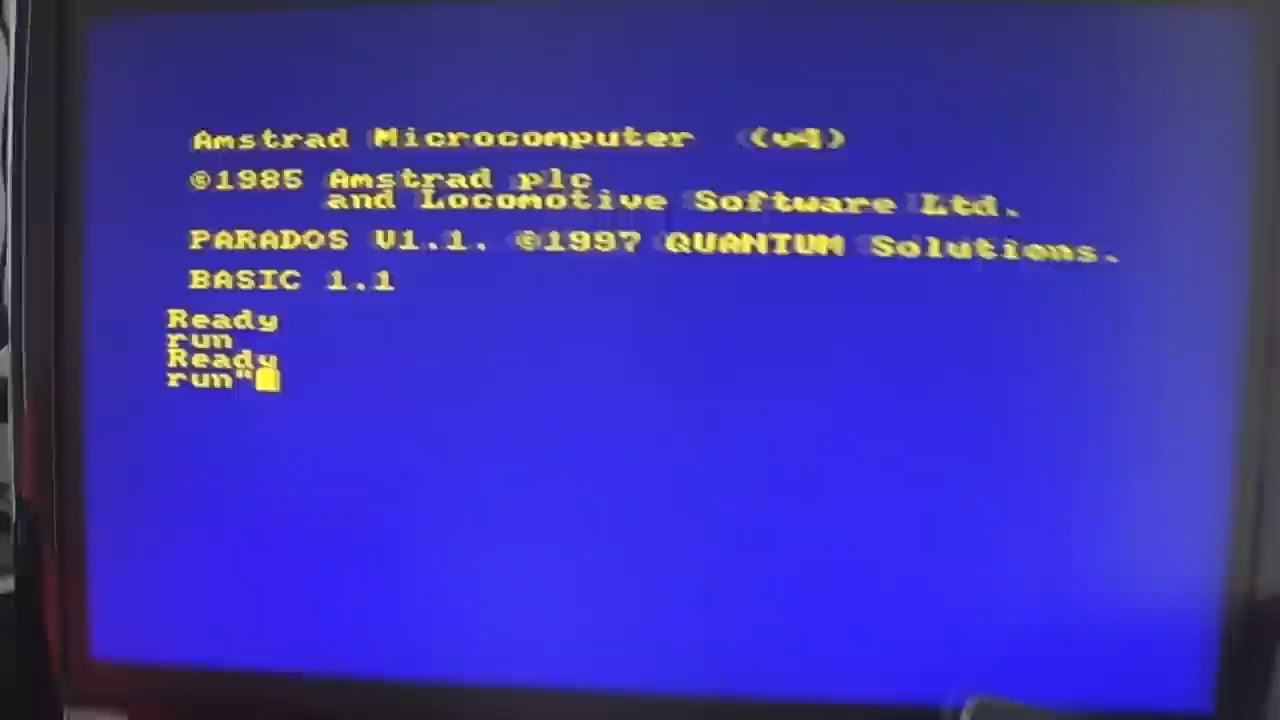 Amstrad Microcomputer (v4)
©1985 Amstrad plc
and Locomotive Software Ltd.
PARADOS V1.1. ©1997 QUANTUM Solutions.
BASIC 1.1
Ready
run
Ready
run"